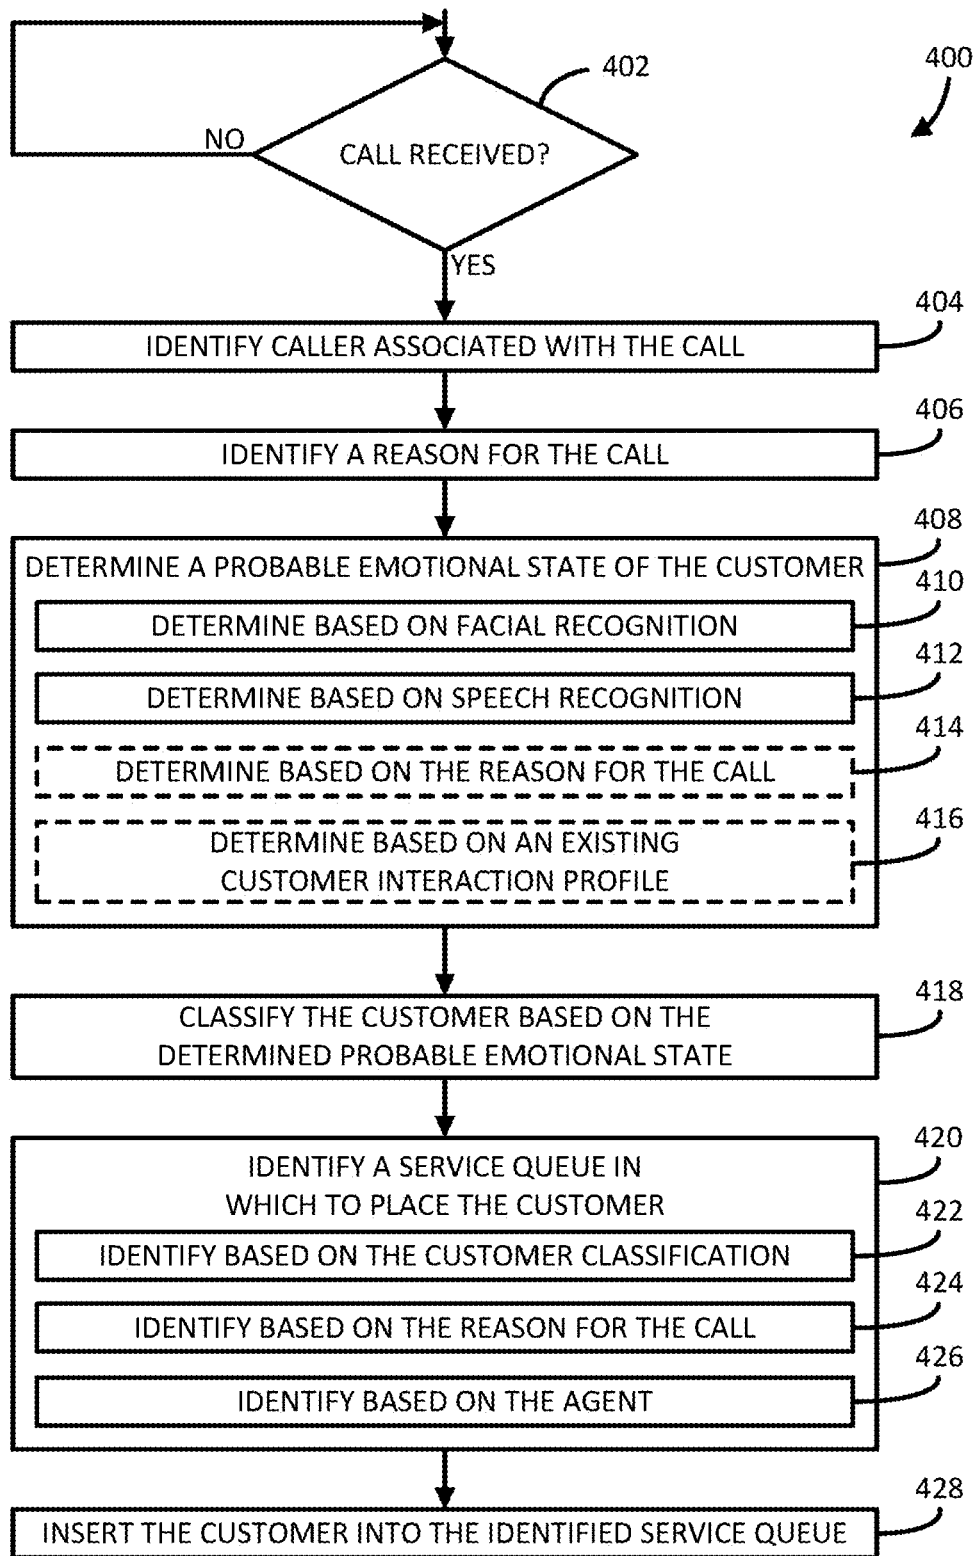 402
400
CALL RECEIVED?
NO
YES
404
IDENTIFY CALLER ASSOCIATED WITH THE CALL
406
IDENTIFY A REASON FOR THE CALL
408
DETERMINE A PROBABLE EMOTIONAL STATE OF THE CUSTOMER
410
DETERMINE BASED ON FACIAL RECOGNITION
412
DETERMINE BASED ON SPEECH RECOGNITION
414
DETERMINE BASED ON THE REASON FOR THE CALL
416
DETERMINE BASED ON AN EXISTING
CUSTOMER INTERACTION PROFILE
418
CLASSIFY THE CUSTOMER BASED ON THE
DETERMINED PROBABLE EMOTIONAL STATE
420
IDENTIFY A SERVICE QUEUE IN
WHICH TO PLACE THE CUSTOMER
422
IDENTIFY BASED ON THE CUSTOMER CLASSIFICATION
424
IDENTIFY BASED ON THE REASON FOR THE CALL
426
IDENTIFY BASED ON THE AGENT
428
INSERT THE CUSTOMER INTO THE IDENTIFIED SERVICE QUEUE